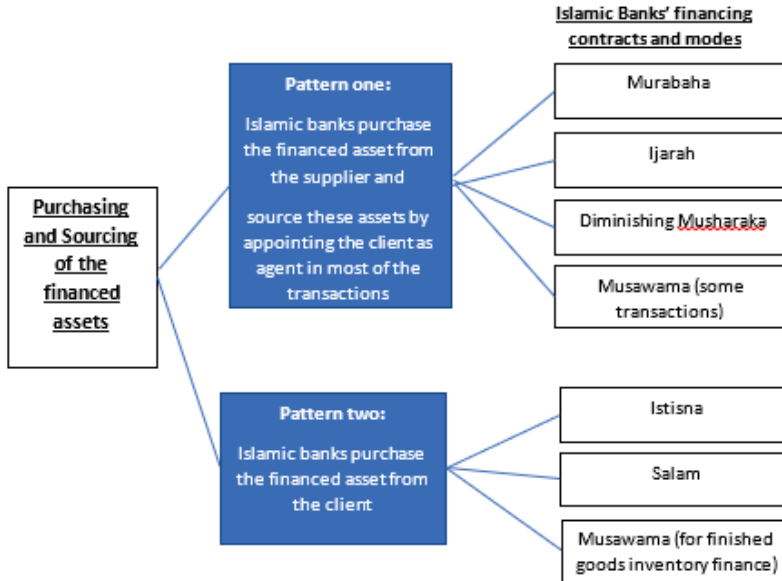 Islamic Banks’ financing
contracts and modes
Purchasing
and Sourcing
of the
financed
assets
Pattern one:
Islamic banks purchase
the financed asset from
the supplier and
source these assets by
appointing the client as
agent in most of the
transactions
Murabaha
Ijarah
Diminishing Musharaka
Musawama (some
transactions)
Pattern two:
Islamic banks purchase
the financed asset from
the client
Istisna
Salam
Musawama (for finished
goods inventory finance)